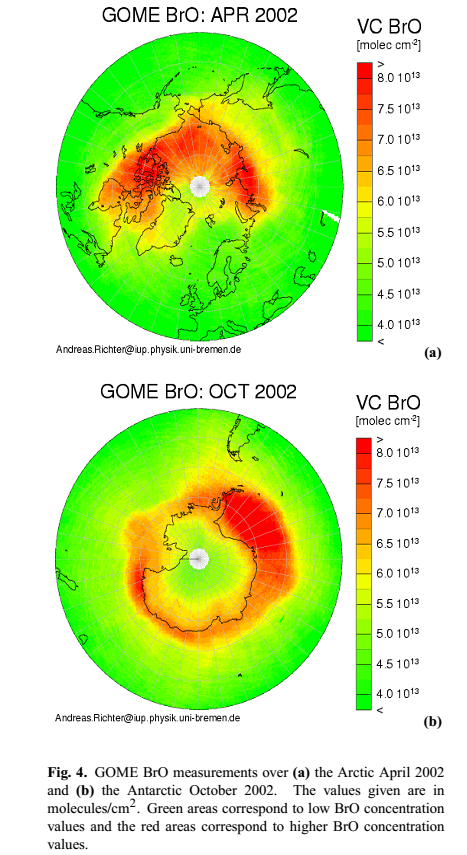 GOME BrO: APR 2002
VC BrO
[molec cm-2]
>
8.0 10¹³
7.5 10¹³
7.0 10¹³
6.5 10¹³
6.0 10¹³
5.5 10¹³
5.0 10¹³
4.5 10¹³
4.0 10¹³
<
Andreas.Richter@iup.physik.uni-bremen.de
(a)
GOME BrO: OCT 2002
VC BrO
[molec cm-2]
>
8.0 10¹³
7.5 10¹³
7.0 10¹³
6.5 10¹³
6.0 10¹³
5.5 10¹³
5.0 10¹³
4.5 10¹³
4.0 10¹³
<
Andreas.Richter@iup.physik.uni-bremen.de
(b)
Fig. 4. GOME BrO measurements over (a) the Arctic April 2002
and (b) the Antarctic October 2002. The values given are in
molecules/cm². Green areas correspond to low BrO concentration
values and the red areas correspond to higher BrO concentration
values.